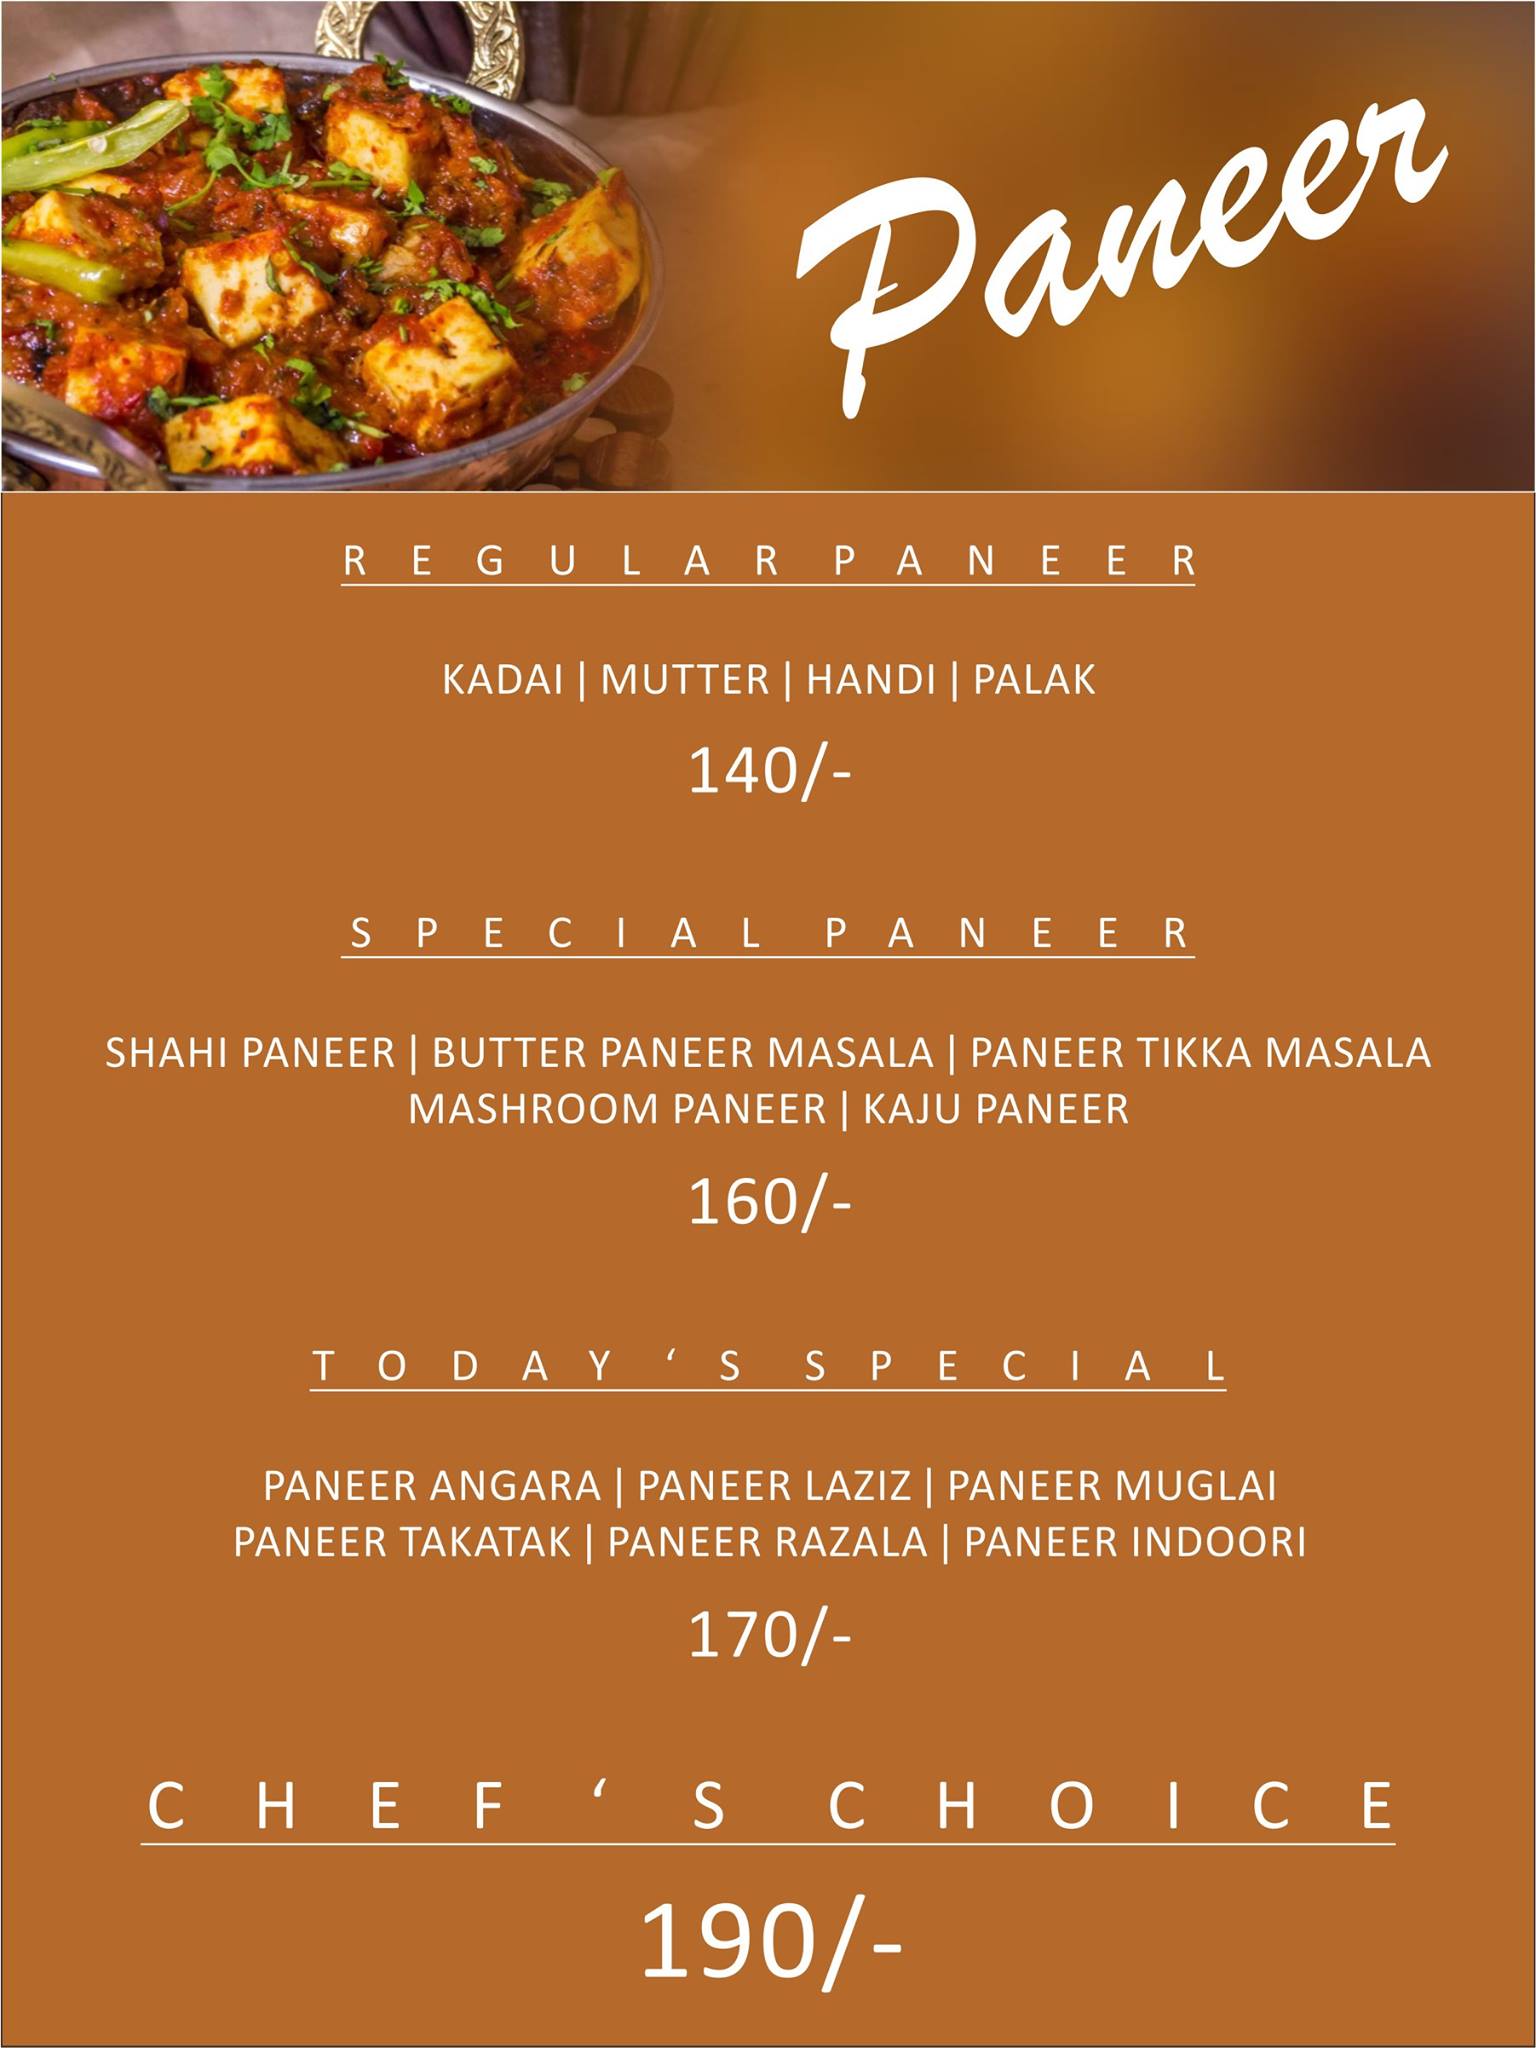 Paneer
REGULAR PANEER
KADAI | MUTTER | HANDI | PALAK
140/-
SPECIAL PANEER
SHAHI PANEER | BUTTER PANEER MASALA | PANEER TIKKA MASALA
MASHROOM PANEER | KAJU PANEER
160/-
TODAY‘S SPECIAL
PANEER ANGARA | PANEER LAZIZ | PANEER MUGLAI
PANEER TAKATAK | PANEER RAZALA | PANEER INDOORI
170/-
CHEF‘S CHOICE
190/-